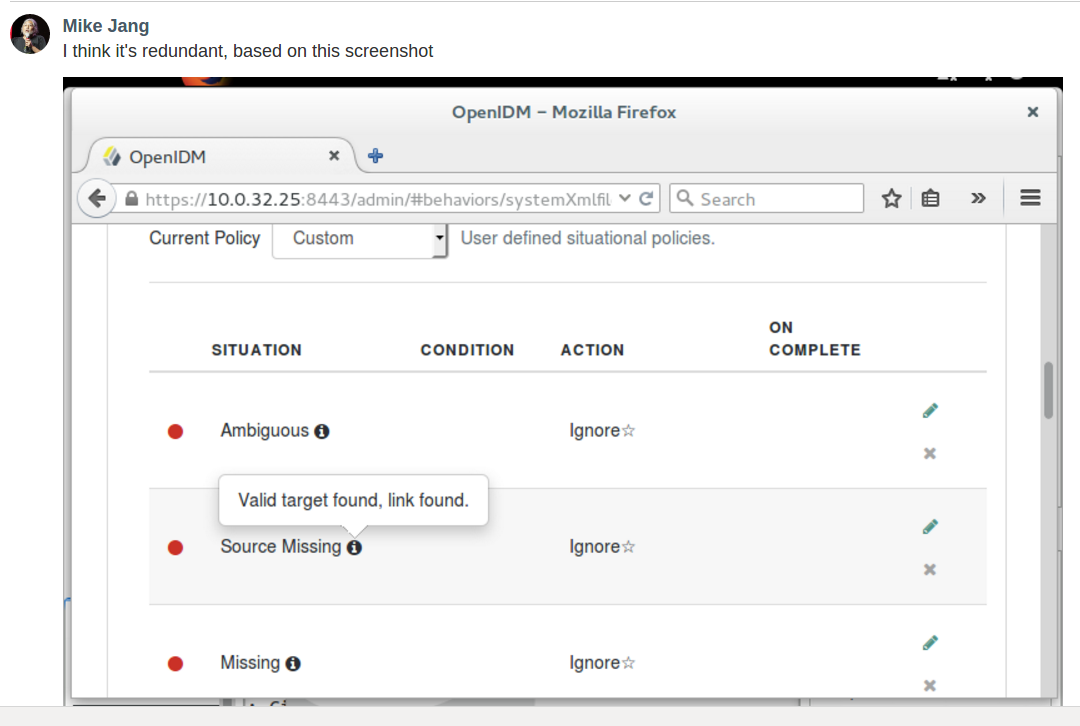 Mike Jang
I think it's redundant, based on this screenshot
OpenIDM – Mozilla Firefox
OpenIDM
https://10.0.32.25:8443/admin/#behaviors/systemXmlfil
Search
Current Policy Custom User defined situational policies.
SITUATION CONDITION ACTION ON COMPLETE
Ambiguous Ignore☆
Valid target found, link found.
Source Missing Ignore☆
Missing Ignore☆